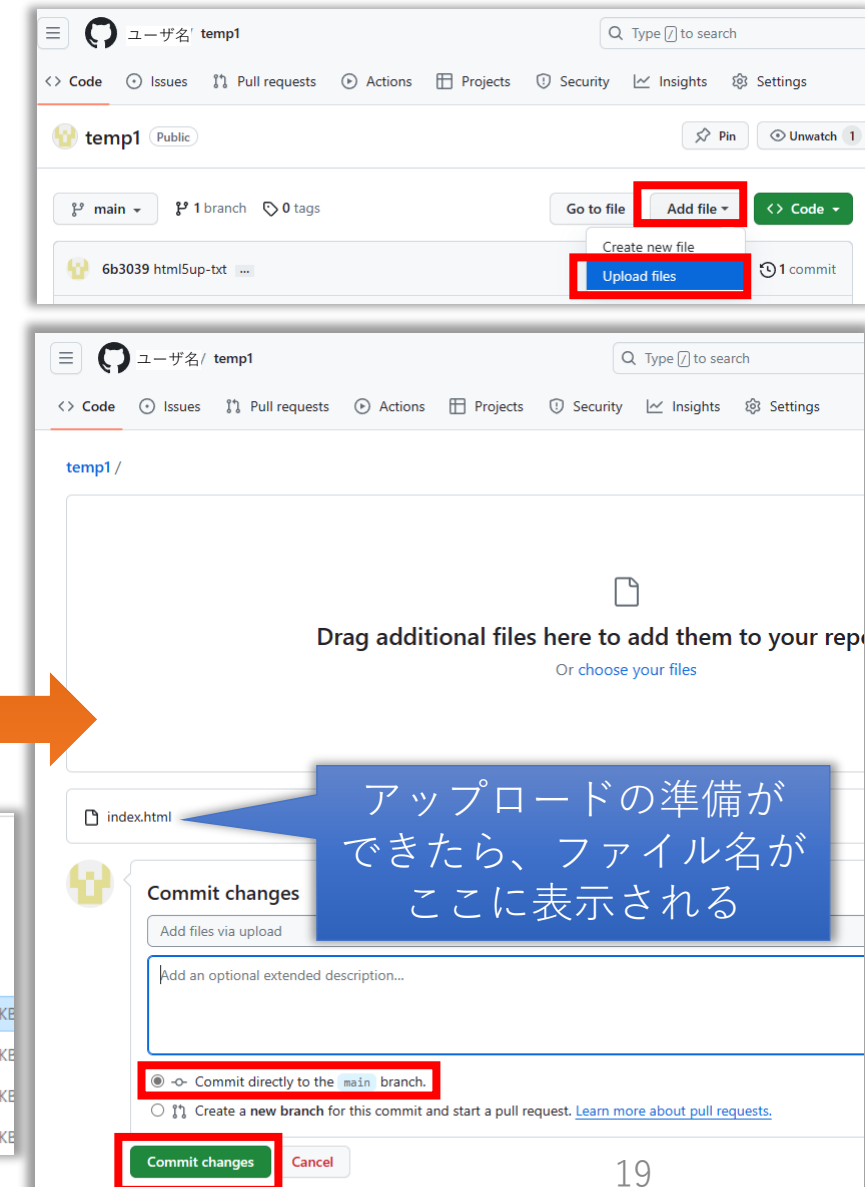 ユーザ名/ temp1
Type / to search
Code Issues Pull requests Actions Projects Security Insights Settings
temp1 Public
Pin Unwatch 1
main 1 branch 0 tags
Go to file Add file Code
Create new file
6b3039 html5up-txt ...
Upload files
1 commit
ユーザ名/ temp1
Type / to search
Code Issues Pull requests Actions Projects Security Insights Settings
temp1 /
Drag additional files here to add them to your rep
Or choose your files
index.html
アップロードの準備が
できたら、ファイル名が
ここに表示される
Commit changes
Add files via upload
Add an optional extended description...
KB
KB
KB
KB
Commit directly to the main branch.
Create a new branch for this commit and start a pull request. Learn more about pull requests.
Commit changes Cancel
19